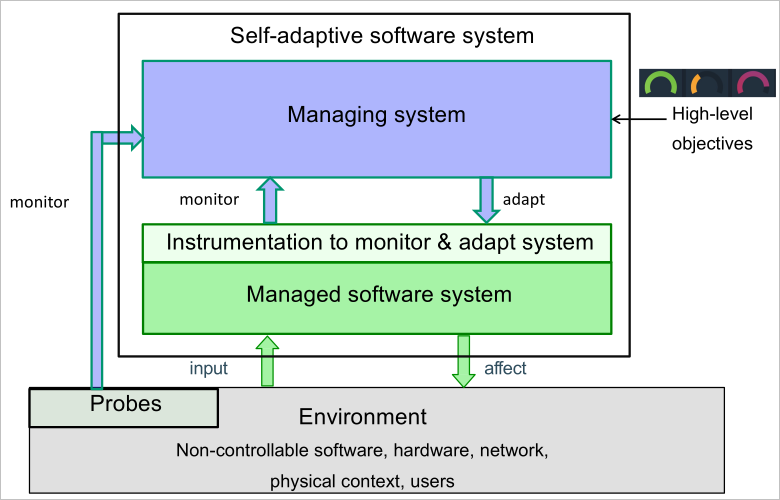 Self-adaptive software system
Managing system
High-level
objectives
monitor
monitor
adapt
Instrumentation to monitor & adapt system
Managed software system
input
affect
Probes
Environment
Non-controllable software, hardware, network,
physical context, users